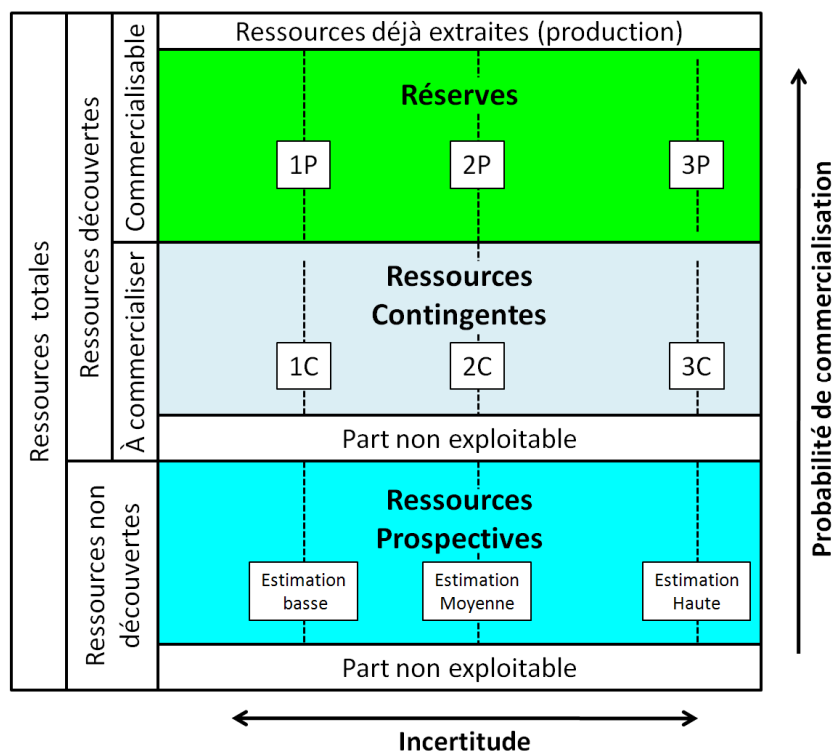 Ressources totales
Ressources découvertes
Commercialisable
Ressources déjà extraites (production)
Réserves
1P
2P
3P
À commercialiser
Ressources
Contingentes
1C
2C
3C
Part non exploitable
Ressources non
découvertes
Ressources
Prospectives
Estimation
basse
Estimation
Moyenne
Estimation
Haute
Part non exploitable
Probabilité de commercialisation
Incertitude